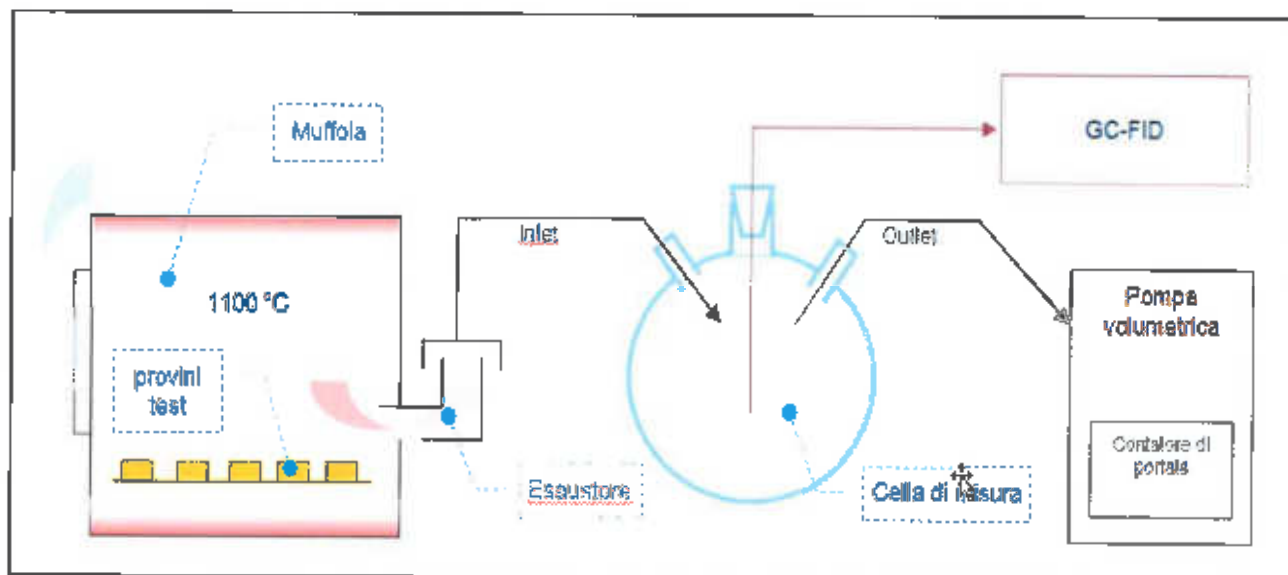 Muffola
GC-FID
Inlet
Outlet
1100 °C
Pompa
volumetrica
provini
test
Contatore di
portata
Esaustore
Cella di misura